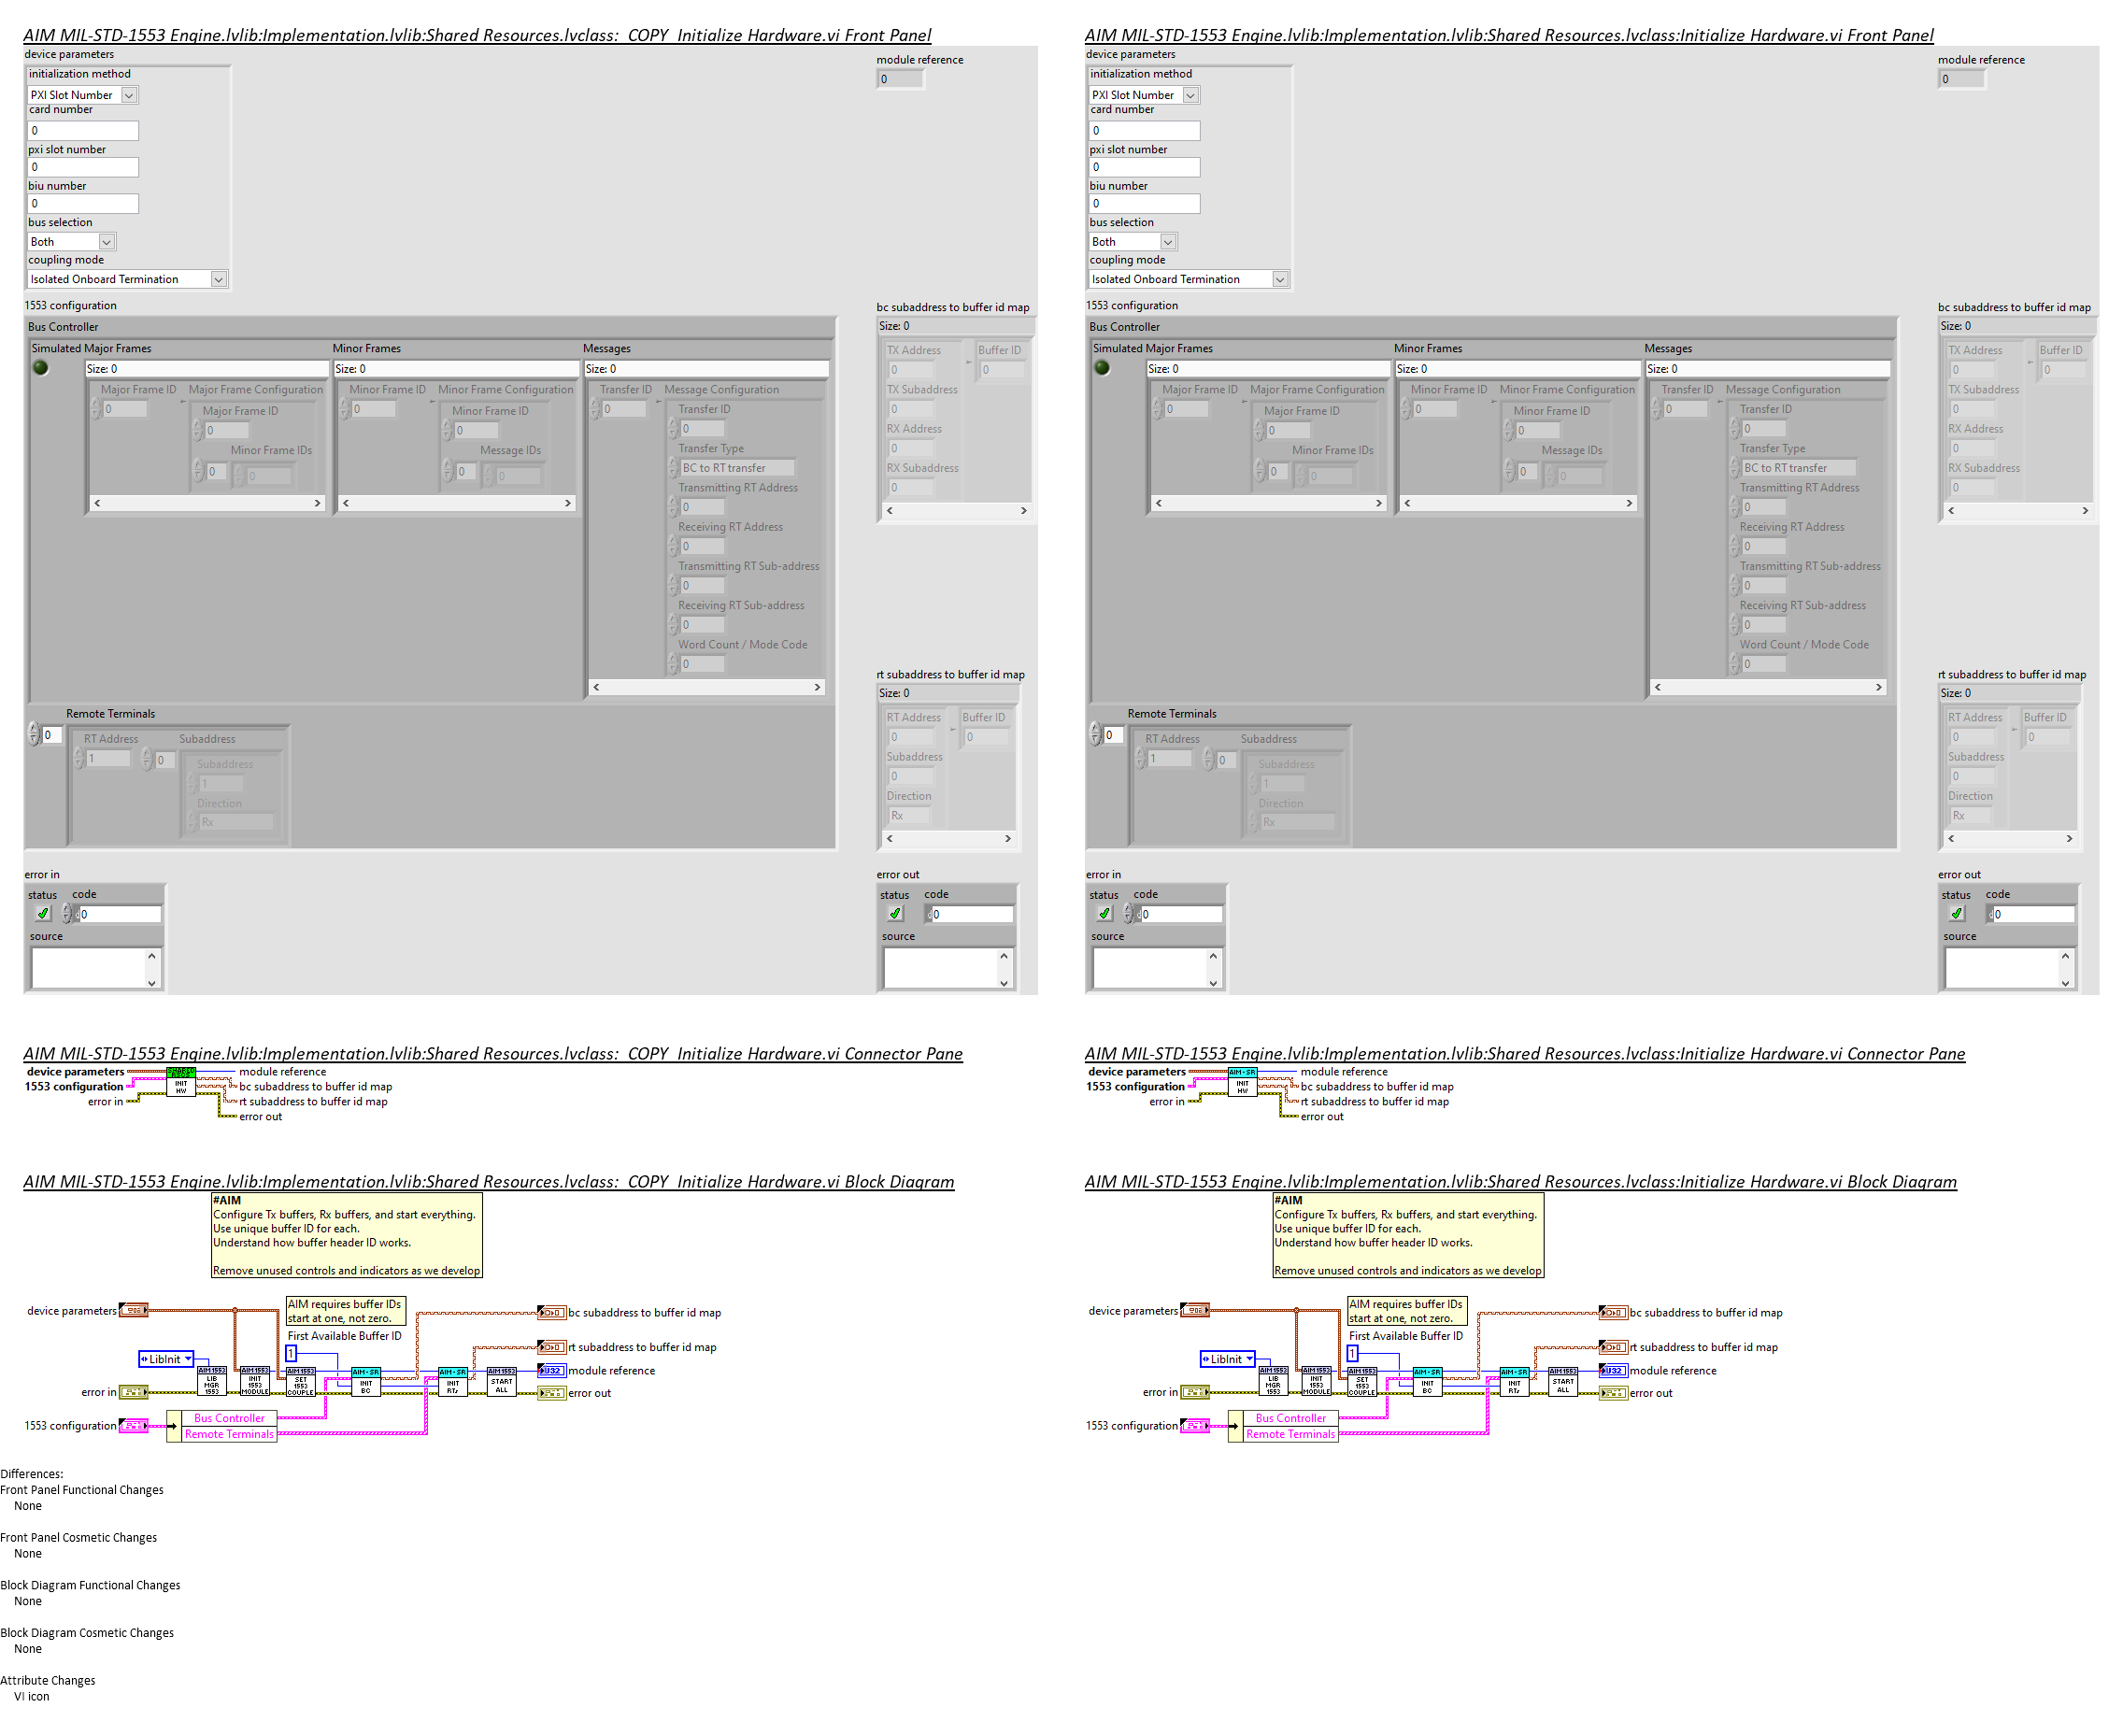 AIM MIL-STD-1553 Engine.lvlib:Implementation.lvlib:Shared Resources.lvclass:_COPY_Initialize Hardware.vi Front Panel
device parameters
initialization method
PXI Slot Number
card number
0
pxi slot number
0
biu number
0
bus selection
Both
coupling mode
Isolated Onboard Termination
module reference
0
1553 configuration
Bus Controller
Simulated Major Frames
Minor Frames
Messages
Size: 0
Size: 0
Size: 0
Major Frame ID
0
Major Frame Configuration
Major Frame ID
0
Minor Frame IDs
0
0
Minor Frame ID
0
Minor Frame Configuration
Minor Frame ID
0
Message IDs
0
0
Transfer ID
0
Message Configuration
Transfer ID
0
Transfer Type
BC to RT transfer
Transmitting RT Address
0
Receiving RT Address
0
Transmitting RT Sub-address
0
Receiving RT Sub-address
0
Word Count / Mode Code
0
Remote Terminals
0
RT Address
1
Subaddress
0
Subaddress
1
Direction
Rx
bc subaddress to buffer id map
Size: 0
TX Address
0
TX Subaddress
0
RX Address
0
RX Subaddress
0
Buffer ID
0
rt subaddress to buffer id map
Size: 0
RT Address
0
Subaddress
0
Direction
Rx
Buffer ID
0
error in
status
code
0
source
error out
status
code
0
source
AIM MIL-STD-1553 Engine.lvlib:Implementation.lvlib:Shared Resources.lvclass:Initialize Hardware.vi Front Panel
device parameters
initialization method
PXI Slot Number
card number
0
pxi slot number
0
biu number
0
bus selection
Both
coupling mode
Isolated Onboard Termination
module reference
0
1553 configuration
Bus Controller
Simulated Major Frames
Minor Frames
Messages
Size: 0
Size: 0
Size: 0
Major Frame ID
0
Major Frame Configuration
Major Frame ID
0
Minor Frame IDs
0
0
Minor Frame ID
0
Minor Frame Configuration
Minor Frame ID
0
Message IDs
0
0
Transfer ID
0
Message Configuration
Transfer ID
0
Transfer Type
BC to RT transfer
Transmitting RT Address
0
Receiving RT Address
0
Transmitting RT Sub-address
0
Receiving RT Sub-address
0
Word Count / Mode Code
0
Remote Terminals
0
RT Address
1
Subaddress
0
Subaddress
1
Direction
Rx
bc subaddress to buffer id map
Size: 0
TX Address
0
TX Subaddress
0
RX Address
0
RX Subaddress
0
Buffer ID
0
rt subaddress to buffer id map
Size: 0
RT Address
0
Subaddress
0
Direction
Rx
Buffer ID
0
error in
status
code
0
source
error out
status
code
0
source
AIM MIL-STD-1553 Engine.lvlib:Implementation.lvlib:Shared Resources.lvclass:_COPY_Initialize Hardware.vi Connector Pane
device parameters
1553 configuration
error in
INIT
HW
module reference
bc subaddress to buffer id map
rt subaddress to buffer id map
error out
AIM MIL-STD-1553 Engine.lvlib:Implementation.lvlib:Shared Resources.lvclass:Initialize Hardware.vi Connector Pane
device parameters
1553 configuration
error in
AIM-SR
INIT
HW
module reference
bc subaddress to buffer id map
rt subaddress to buffer id map
error out
AIM MIL-STD-1553 Engine.lvlib:Implementation.lvlib:Shared Resources.lvclass:_COPY_Initialize Hardware.vi Block Diagram
#AIM
Configure Tx buffers, Rx buffers, and start everything.
Use unique buffer ID for each.
Understand how buffer header ID works.
Remove unused controls and indicators as we develop
device parameters
AIM requires buffer IDs
start at one, not zero.
First Available Buffer ID
1
LibInit
error in
1553 configuration
AIM1553
LIB
MGR
1553
AIM1553
INIT
1553
MODULE
AIM1553
SET
1553
COUPLE
AIM-SR
INIT
BC
AIM-SR
INIT
RTs
AIM1553
START
ALL
Bus Controller
Remote Terminals
bc subaddress to buffer id map
rt subaddress to buffer id map
U32
module reference
error out
AIM MIL-STD-1553 Engine.lvlib:Implementation.lvlib:Shared Resources.lvclass:Initialize Hardware.vi Block Diagram
#AIM
Configure Tx buffers, Rx buffers, and start everything.
Use unique buffer ID for each.
Understand how buffer header ID works.
Remove unused controls and indicators as we develop
device parameters
AIM requires buffer IDs
start at one, not zero.
First Available Buffer ID
1
LibInit
error in
1553 configuration
AIM1553
LIB
MGR
1553
AIM1553
INIT
1553
MODULE
AIM1553
SET
1553
COUPLE
AIM-SR
INIT
BC
AIM-SR
INIT
RTs
AIM1553
START
ALL
Bus Controller
Remote Terminals
bc subaddress to buffer id map
rt subaddress to buffer id map
U32
module reference
error out
Differences:
Front Panel Functional Changes
None
Front Panel Cosmetic Changes
None
Block Diagram Functional Changes
None
Block Diagram Cosmetic Changes
None
Attribute Changes
VI icon